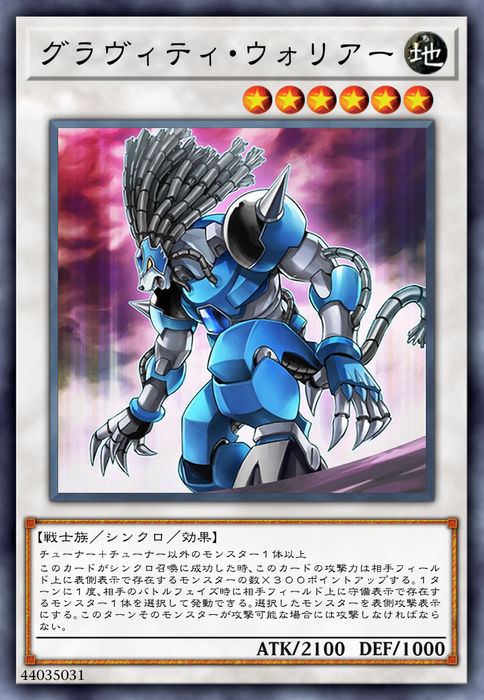 グラヴィティ・ウォリアー
地
ち
【戦士族／シンクロ／効果】
チューナー＋チューナー以外のモンスター１体以上
このカードがシンクロ召喚に成功した時、このカードの攻撃力は相手フィール
ド上に表側表示で存在するモンスターの数×３００ポイントアップする。１タ
ーンに１度、相手のバトルフェイズ時に相手フィールド上に守備表示で存在す
るモンスター１体を選択して発動できる。選択したモンスターを表側攻撃表示
にする。このターンそのモンスターが攻撃可能な場合には攻撃しなければなら
ない。
ATK/2100 DEF/1000
44035031